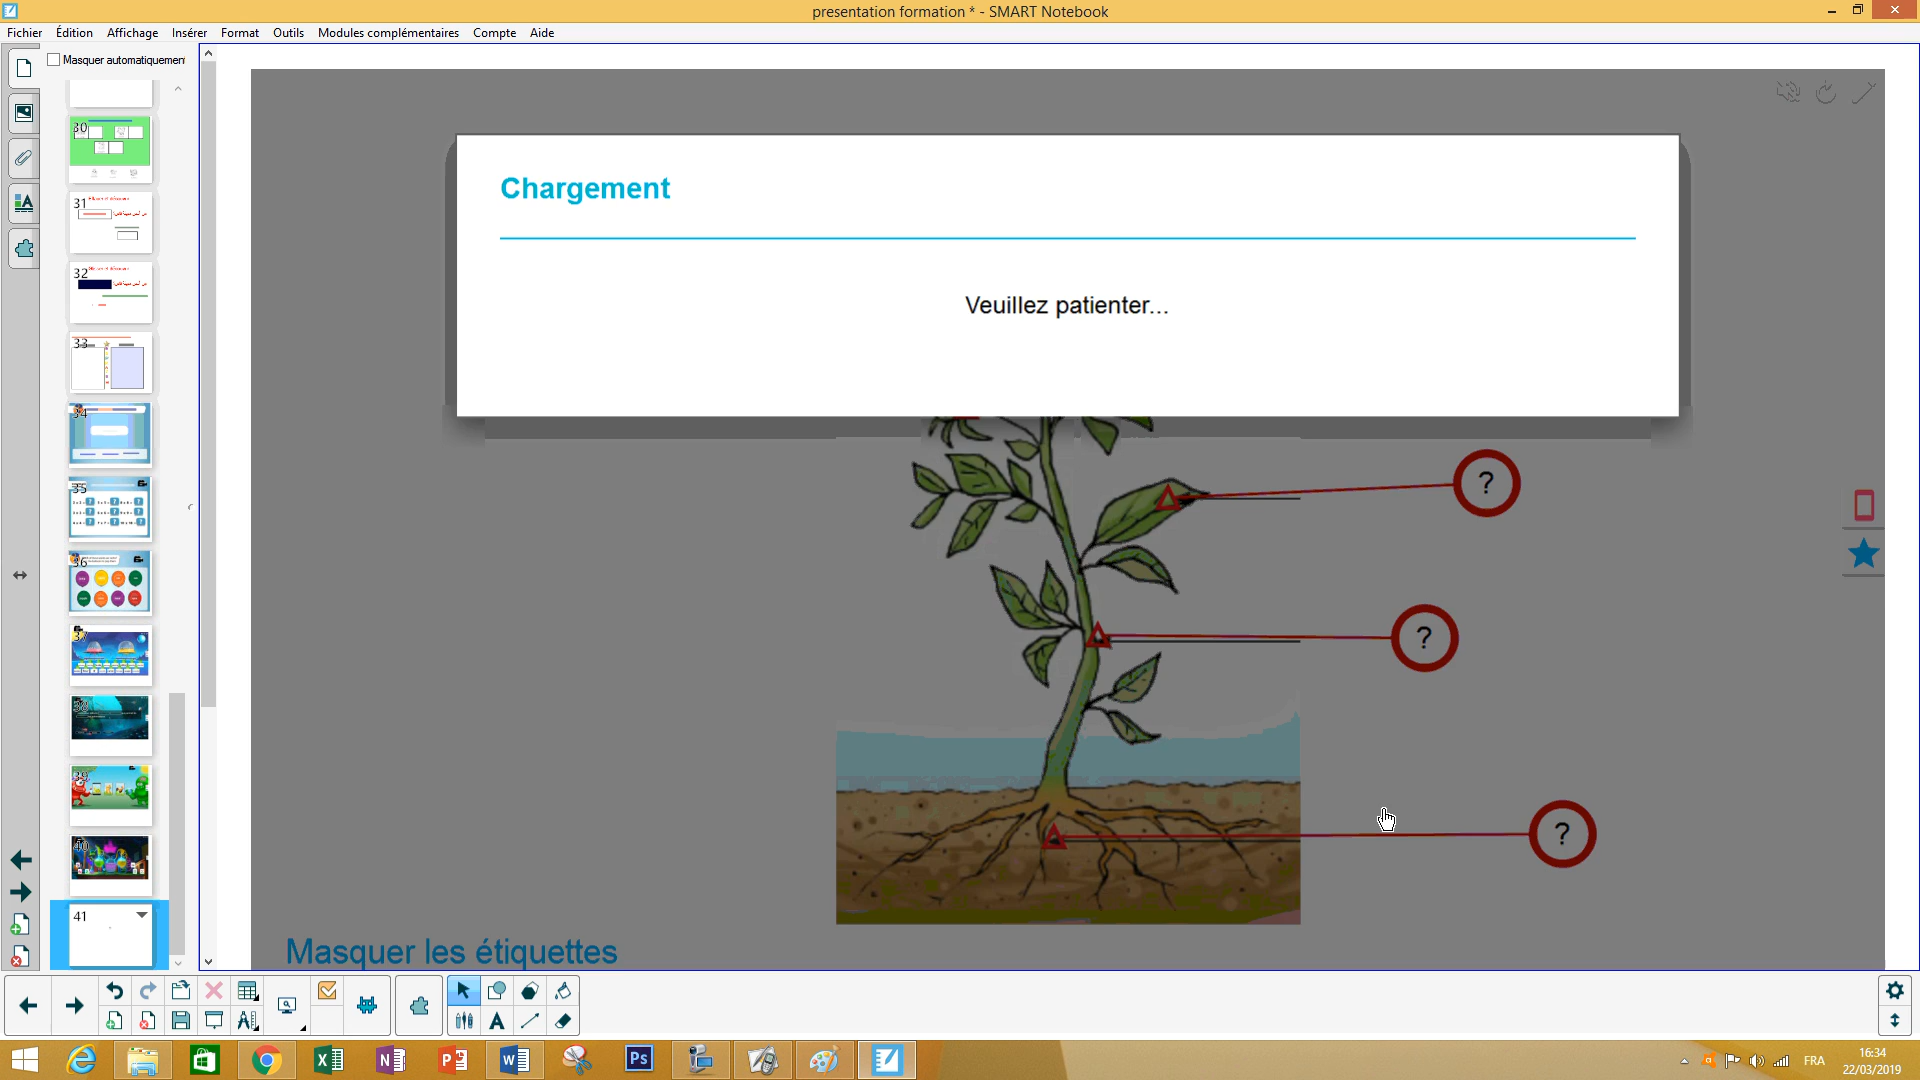 presentation formation * - SMART Notebook
Fichier Édition Affichage Insérer Format Outils Modules complémentaires Compte Aide
Masquer automatiquement
30
31
32
33
34
35
36
37
38
39
40
41
Chargement
Veuillez patienter...
?
?
?
Masquer les étiquettes
Ps
FRA
16:34
22/03/2019